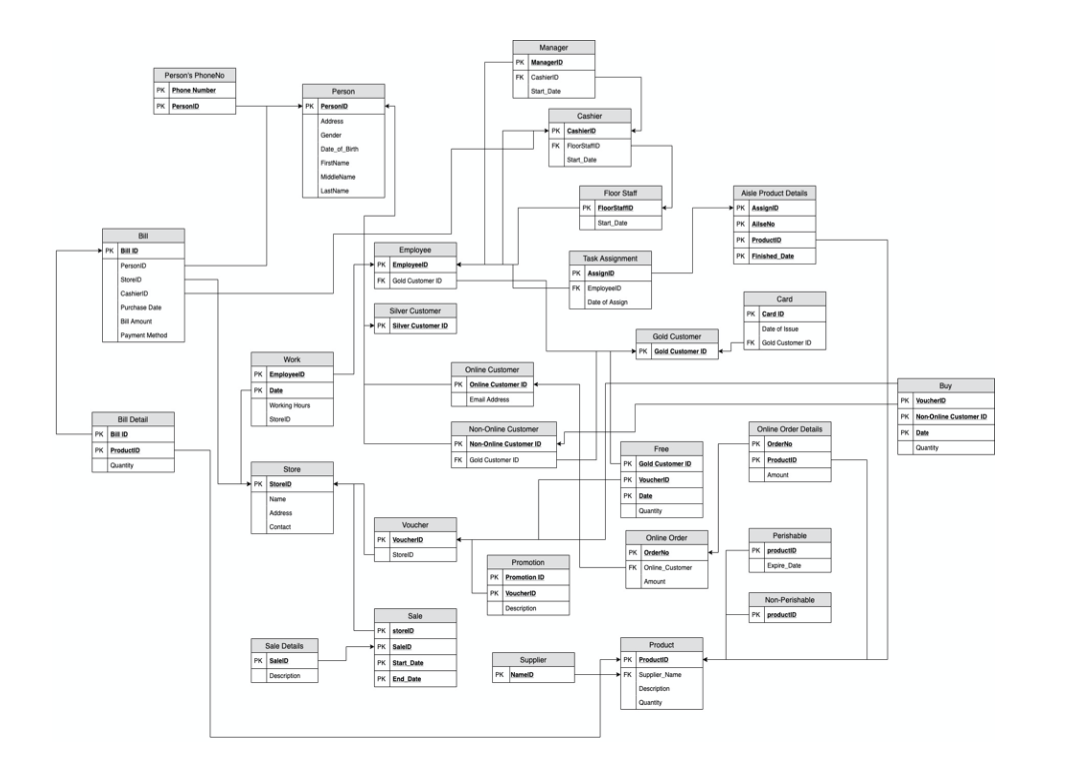 Manager
PK ManagerID
FK CashierID
Start_Date
Person's PhoneNo
PK Phone Number
PK PersonID
Person
PK PersonID
Address
Gender
Date_of_Birth
FirstName
MiddleName
LastName
Cashier
PK CashierID
FK FloorStaffID
Start_Date
Floor Staff
PK FloorStaffID
Start_Date
Aisle Product Details
PK AssignID
PK AilseNo
PK ProductID
PK Finished_Date
Bill
PK Bill ID
PersonID
StoreID
CashierID
Purchase Date
Bill Amount
Payment Method
Employee
PK EmployeeID
FK Gold Customer ID
Task Assignment
PK AssignID
FK EmployeeID
Date of Assign
Silver Customer
PK Silver Customer ID
Card
PK Card ID
Date of Issue
FK Gold Customer ID
Gold Customer
PK Gold Customer ID
Work
PK EmployeeID
PK Date
Working Hours
StoreID
Online Customer
PK Online Customer ID
Email Address
Buy
PK VoucherID
PK Non-Online Customer ID
PK Date
Quantity
Bill Detail
PK Bill ID
PK ProductID
Quantity
Non-Online Customer
PK Non-Online Customer ID
FK Gold Customer ID
Free
PK Gold Customer ID
PK VoucherID
PK Date
Quantity
Online Order Details
PK OrderNo
PK ProductID
Amount
Store
PK StoreID
Name
Address
Contact
Voucher
PK VoucherID
StoreID
Online Order
PK OrderNo
FK Online_Customer
Amount
Perishable
PK productID
Expire_Date
Promotion
PK Promotion ID
PK VoucherID
Description
Non-Perishable
PK productID
Sale
PK storeID
PK SaleID
PK Start_Date
PK End_Date
Sale Details
PK SaleID
Description
Supplier
PK NameID
Product
PK ProductID
FK Supplier_Name
Description
Quantity